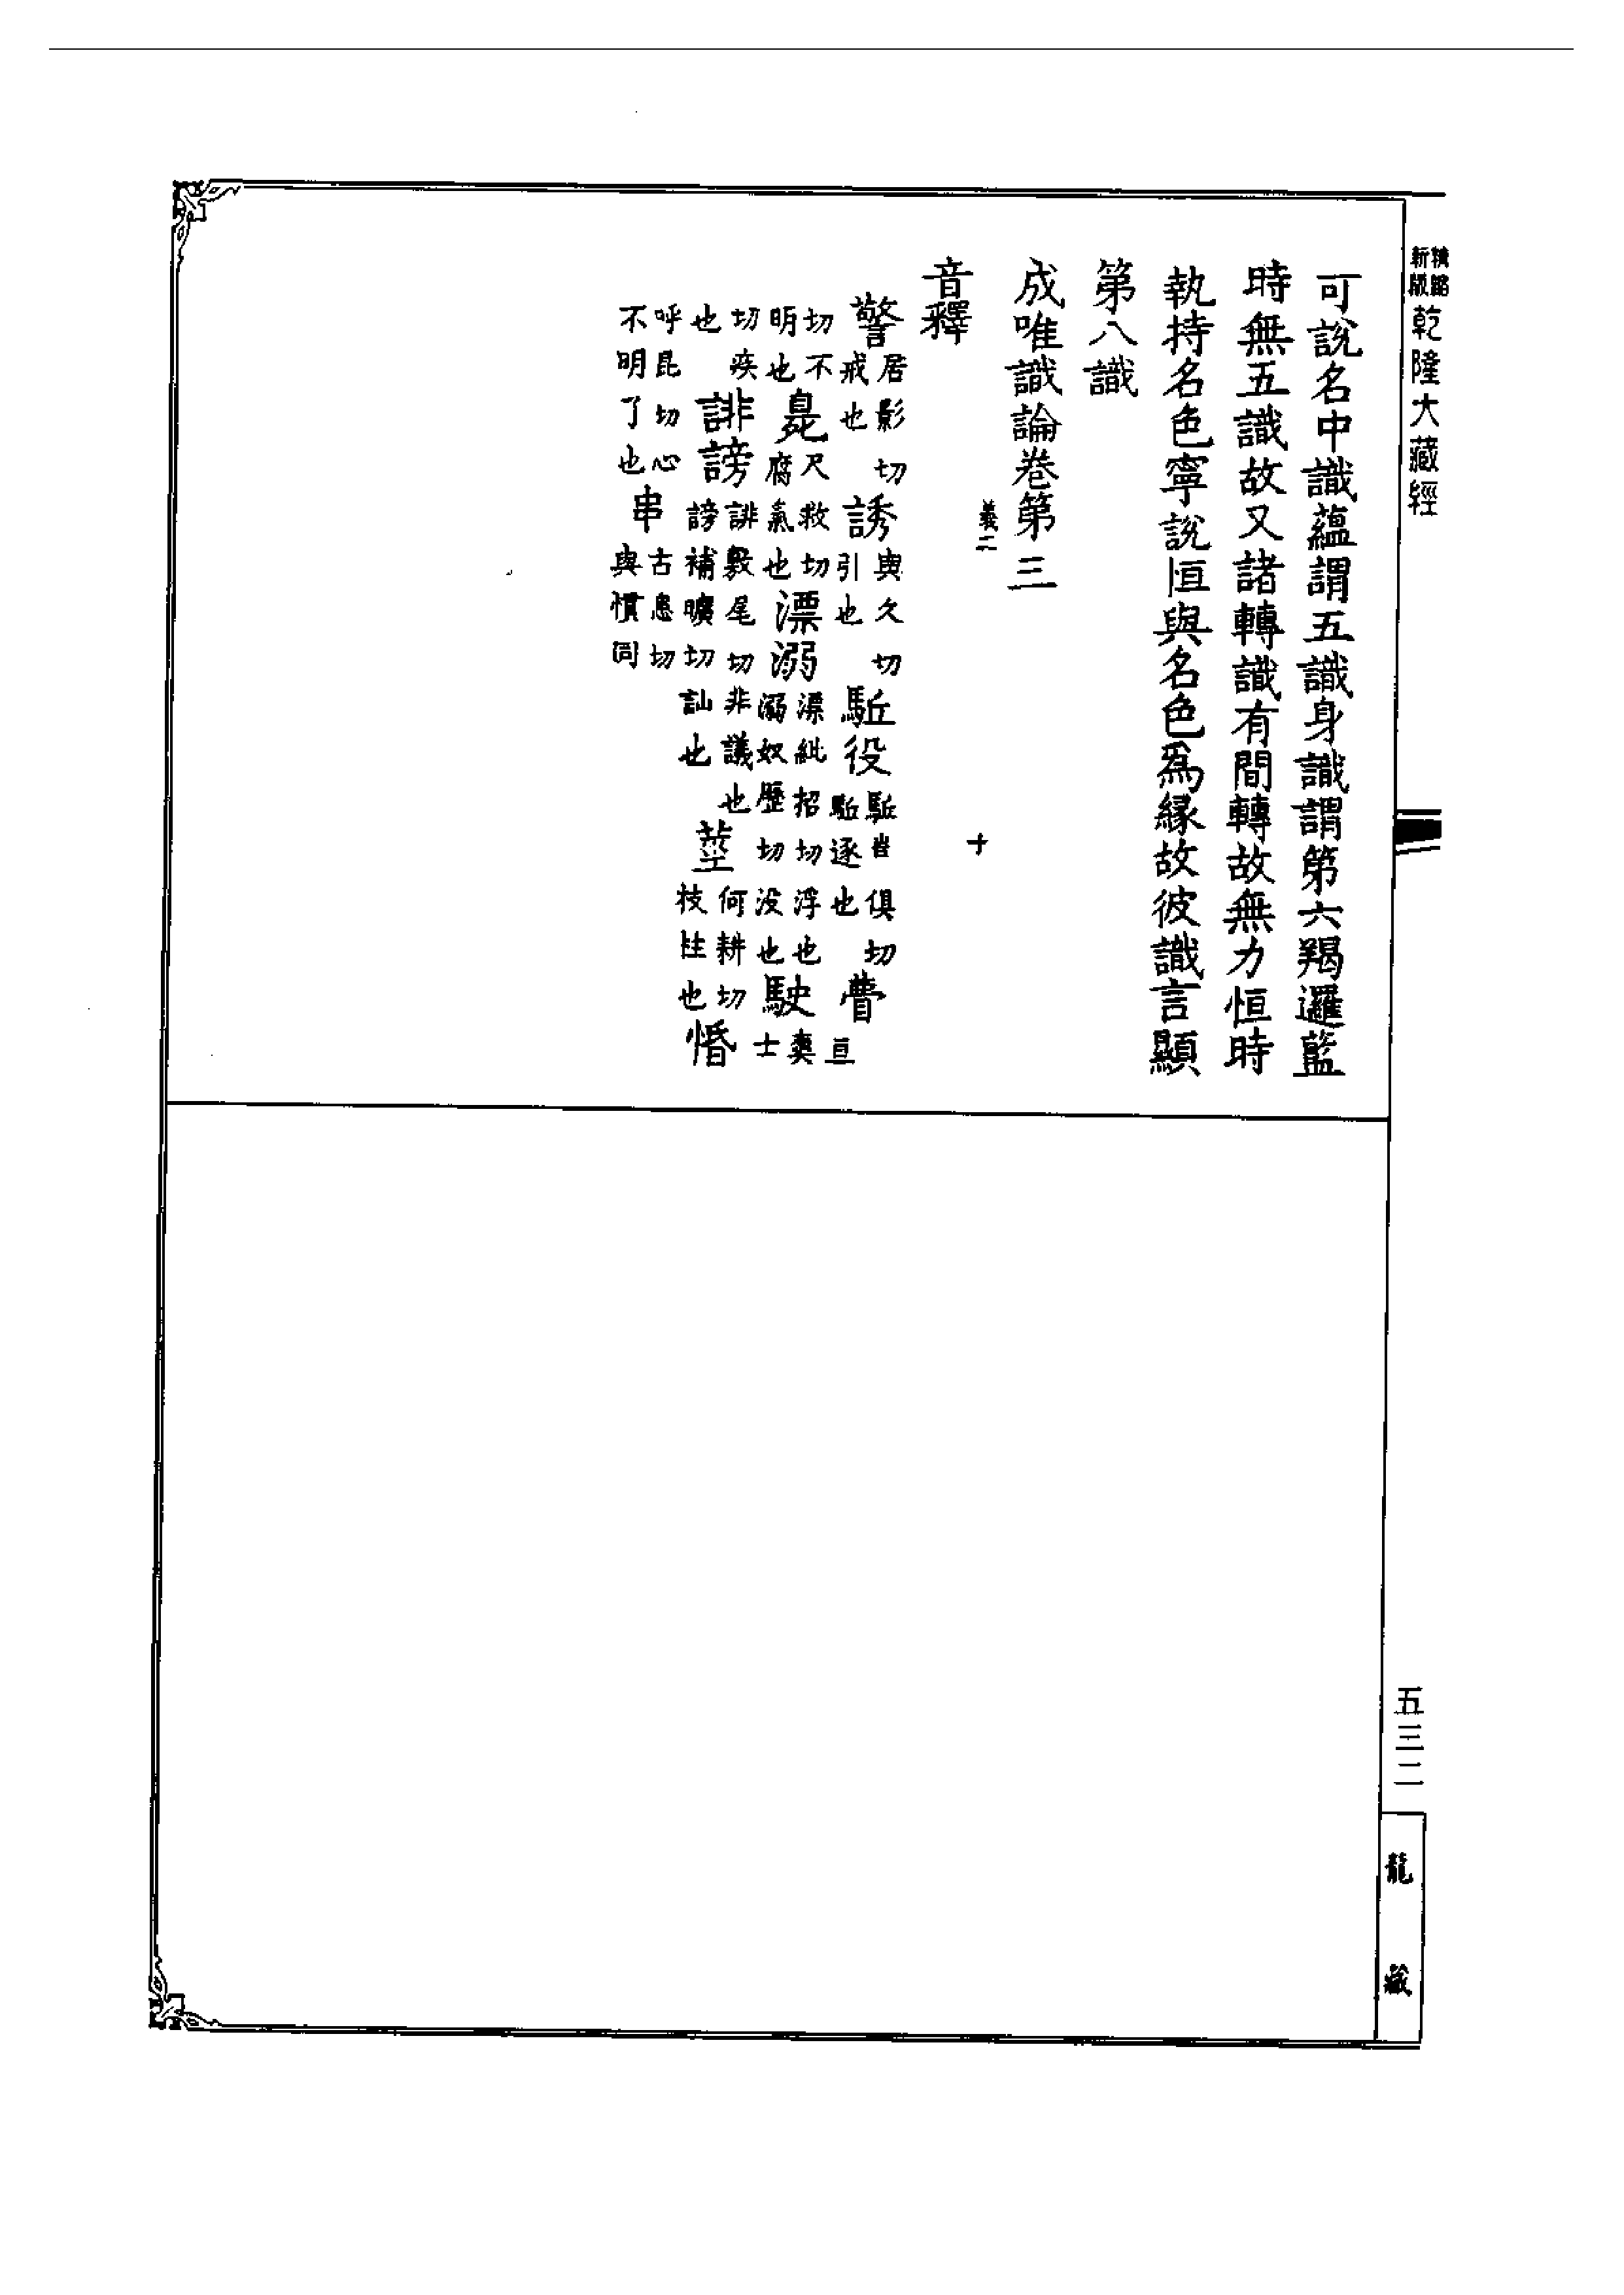 新版 精縮 乾隆大藏經
可說名中識蘊謂五識身識謂第六羯邏藍
時無五識故又諸轉識有間轉故無力恒時
執持名色寧說恒與名色為緣故彼識言顯
第八識
成唯識論卷第三
義二 十
音釋
警居影切戒也 誘與久切引也 駈役駈豈俱切駈逐也 瞢亘
切不明也 臰尺救切腐氣也 漂溺漂紕招切浮也溺奴歷切没也 駛爽士
切疾也 誹謗誹敷尾切非議也謗補曠切訕也 莖何耕切枝柱也 惛
呼昆切心不明了也 串古患切與慣同
五三二
龍藏